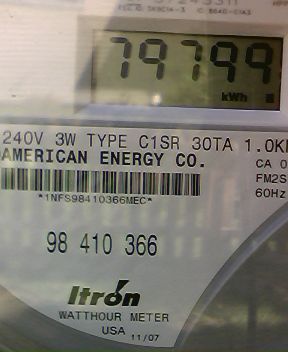 79799
kWh
240V 3W TYPE C1SR 30TA 1.0K
AMERICAN ENERGY CO.
CA 0
FM2S
60Hz
*1NFS98410366MEC*
98 410 366
Itron
WATTHOUR METER
USA 11/07